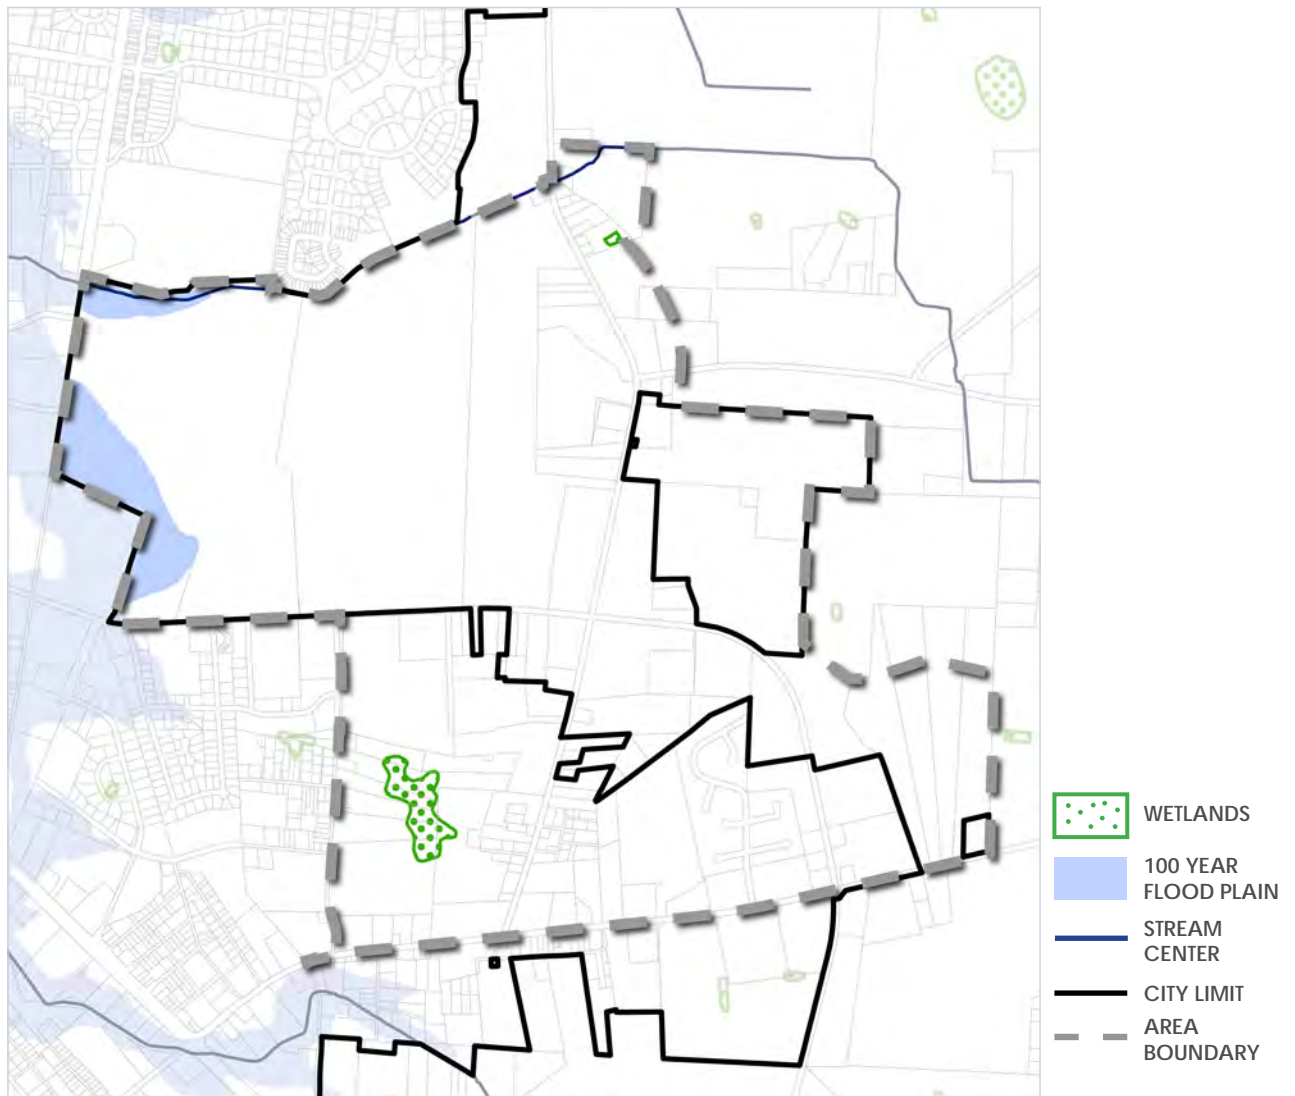 WETLANDS
100 YEAR
FLOOD PLAIN
STREAM
CENTER
CITY LIMIT
AREA
BOUNDARY